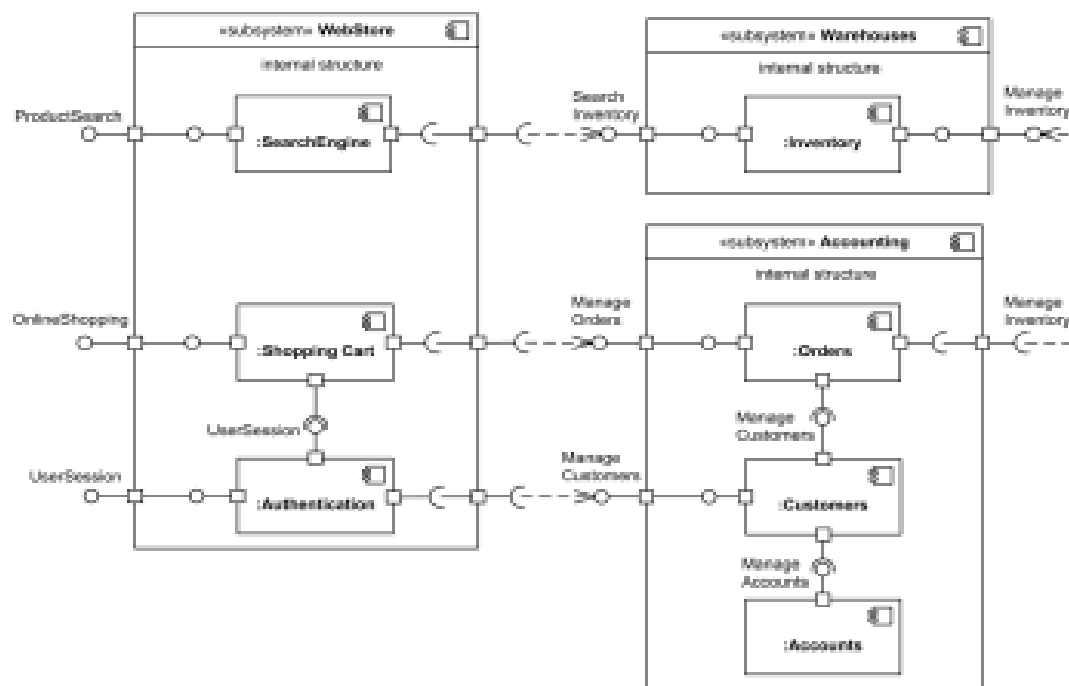 «subsystem» WebStore
internal structure
ProductSearch
:SearchEngine
OnlineShopping
:Shopping Cart
UserSession
UserSession
:Authentication
Search
Inventory
Manage
Orders
Manage
Customers
«subsystem» Warehouses
internal structure
:Inventory
Manage
Inventory
«subsystem» Accounting
internal structure
:Orders
Manage
Inventory
Manage
Customers
:Customers
Manage
Accounts
:Accounts